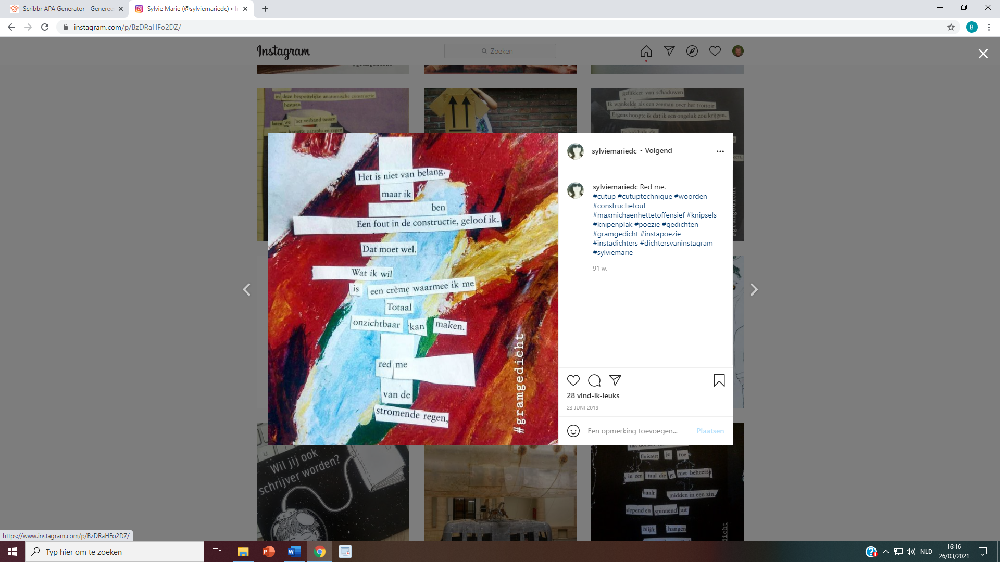 Scribbr APA Generator - Generee
Sylvie Marie (@sylviemariedc) • In
instagram.com/p/BzDRaHFo2DZ/
B
Instagram
Zoeken
in deze bespottelijke anatomische constructie
bestaan
laten we het verband tussen
kapotte paraplu en regen
geflikker van schaduwen
Ik wankelde als een zeeman over het trottoir
Ergens hoopte ik dat ik een ongeluk zou krijgen,
Het is niet van belang.
maar ik
ben
Een fout in de constructie, geloof ik.
Dat moet wel.
Wat ik wil
is een crème waarmee ik me
Totaal
onzichtbaar kan maken.
red me
van de
stromende regen,
#gramgedicht
sylviemariedc • Volgend
sylviemariedc Red me.
#cutup #cutuptechnique #woorden
#constructiefout
#maxmichaenhettetoffensief #knipsels
#knipenplak #poezie #gedichten
#gramgedicht #instapoezie
#instadichters #dichtersvaninstagram
#sylviemarie
91 w.
28 vind-ik-leuks
23 JUNI 2019
Een opmerking toevoegen... Plaatsen
Wil jij ook
schrijver worden?
fluistert je toe
in een taal die je niet beheerst
haalt midden in een zin.
slepend en spinnend uit
blijft hangen
https://www.instagram.com/p/BzDRaHFo2DZ/
Typ hier om te zoeken
NLD
16:16
26/03/2021